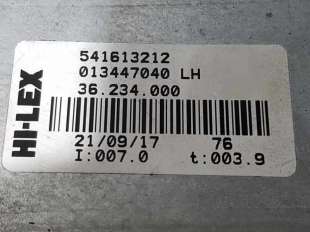 HI-LEX
541613212
013447040 LH
36.234.000
21/09/17 76
I:007.0 t:003.9